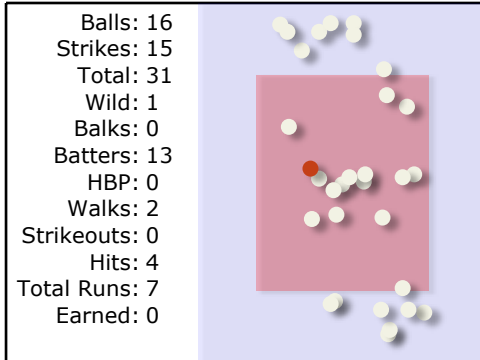 Balls: 16
Strikes: 15
Total: 31
Wild: 1
Balks: 0
Batters: 13
HBP: 0
Walks: 2
Strikeouts: 0
Hits: 4
Total Runs: 7
Earned: 0